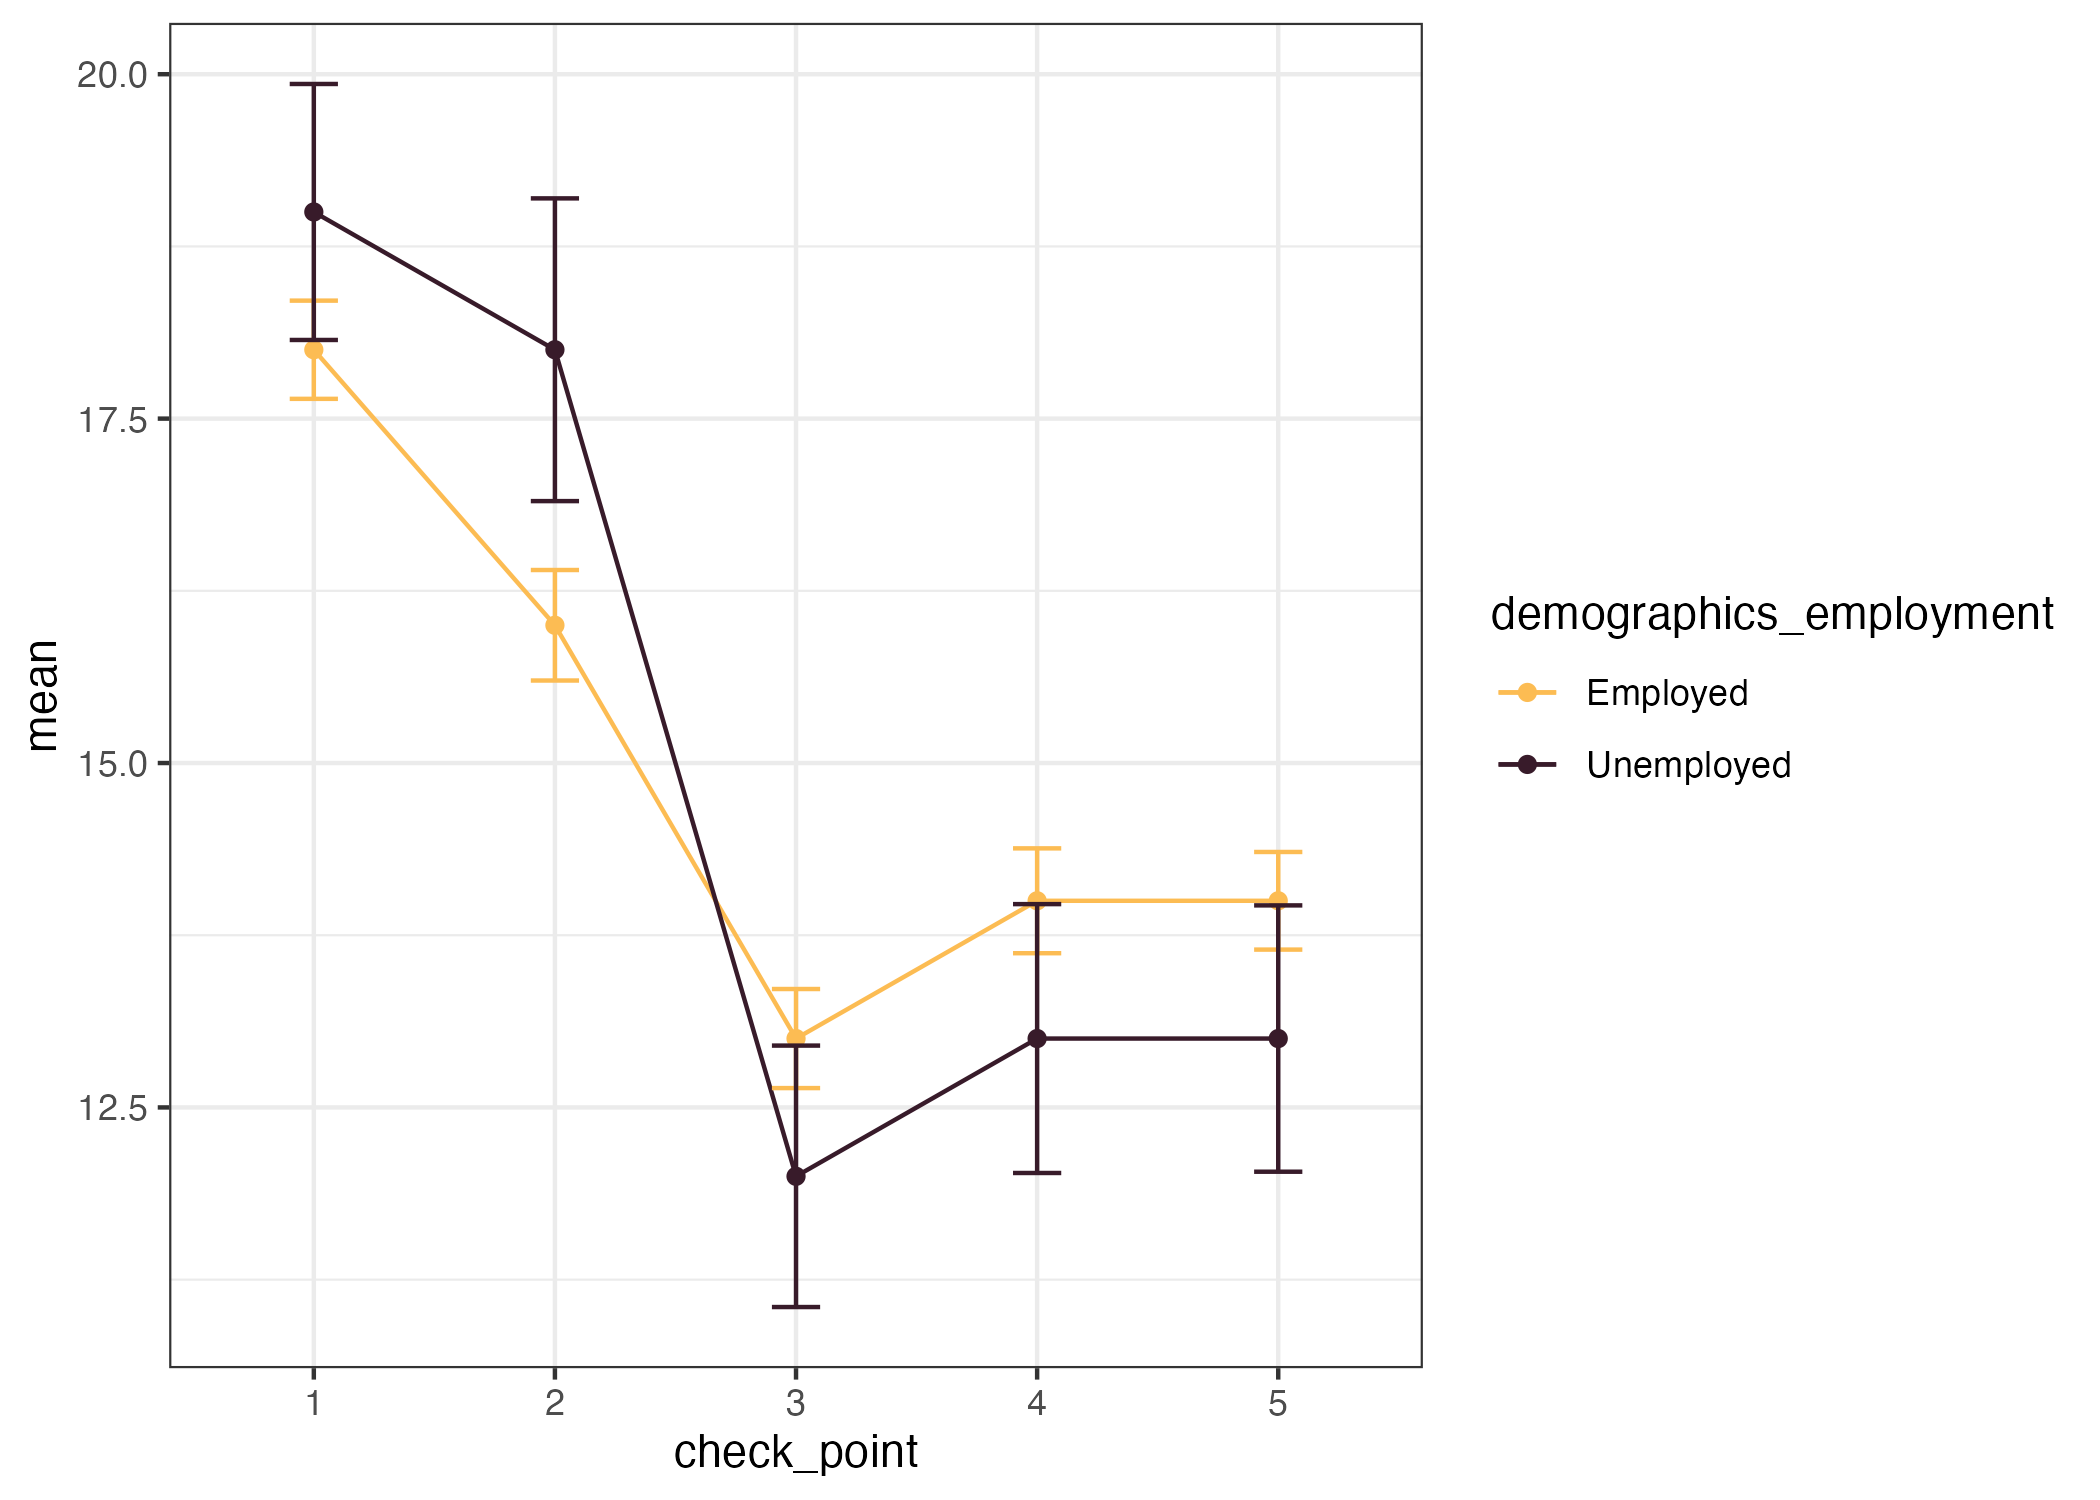 20.0
17.5
15.0
12.5
mean
1 2 3 4 5
check_point
demographics_employment
Employed
Unemployed